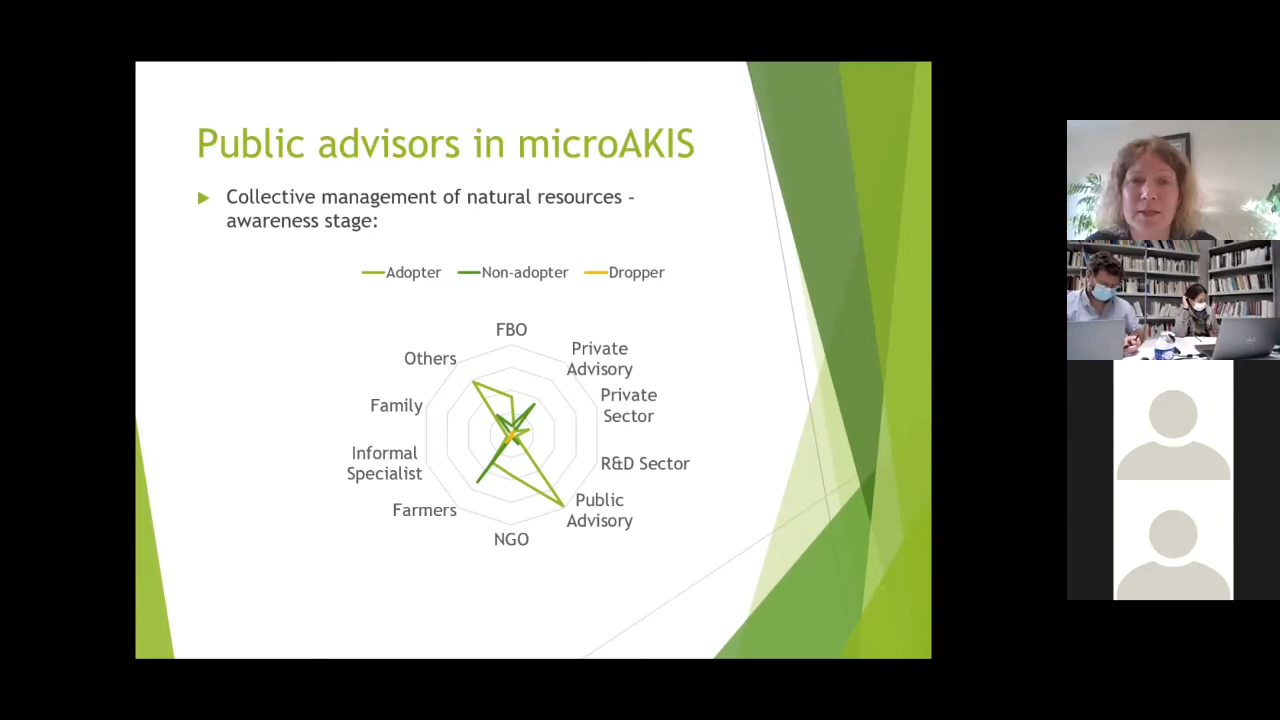 Public advisors in microAKIS
Collective management of natural resources -
awareness stage:
Adopter Non-adopter Dropper
FBO
Private
Advisory
Private
Sector
R&D Sector
Public
Advisory
NGO
Farmers
Informal
Specialist
Family
Others